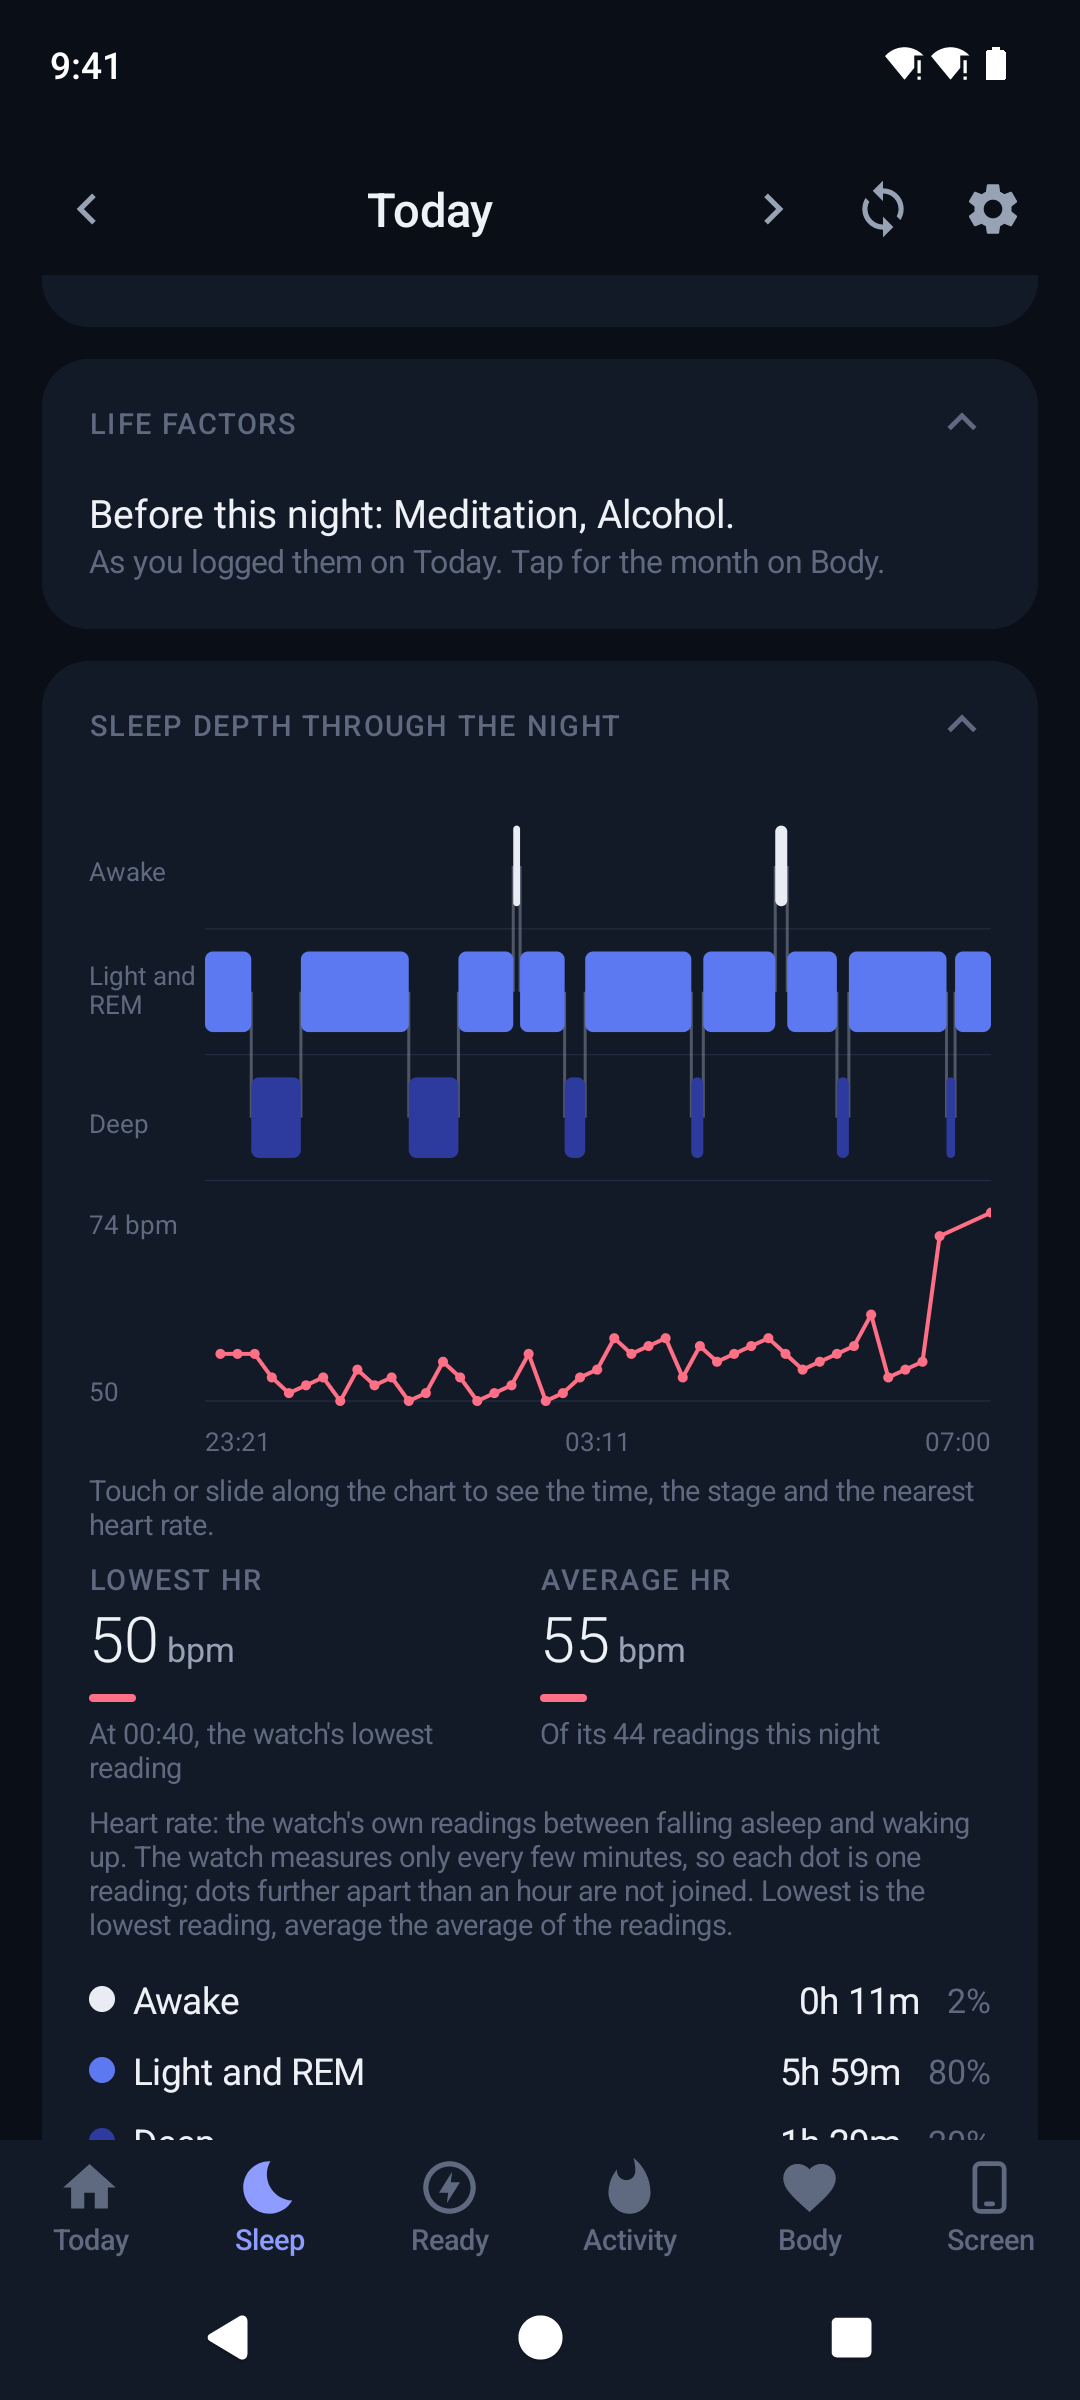 9:41
Today
LIFE FACTORS
Before this night: Meditation, Alcohol.
As you logged them on Today. Tap for the month on Body.
SLEEP DEPTH THROUGH THE NIGHT
Awake
Light and
REM
Deep
74 bpm
50
23:21 03:11 07:00
Touch or slide along the chart to see the time, the stage and the nearest
heart rate.
LOWEST HR AVERAGE HR
50 bpm 55 bpm
At 00:40, the watch's lowest
reading
Of its 44 readings this night
Heart rate: the watch's own readings between falling asleep and waking
up. The watch measures only every few minutes, so each dot is one
reading; dots further apart than an hour are not joined. Lowest is the
lowest reading, average the average of the readings.
Awake 0h 11m 2%
Light and REM 5h 59m 80%
Deep 1h 29m 20%
Today Sleep Ready Activity Body Screen